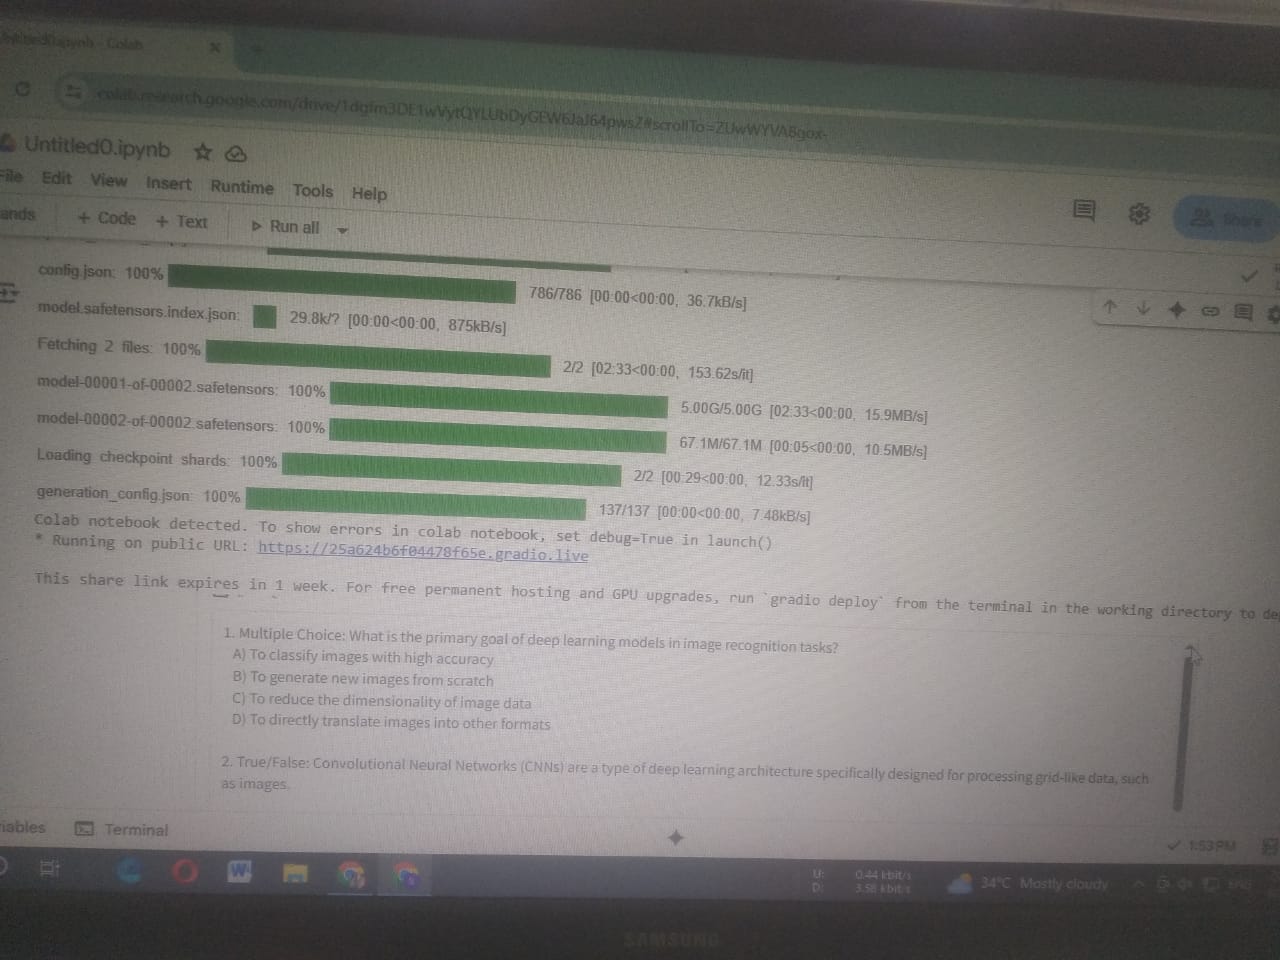 Untitled0.ipynb - Colab
colab.research.google.com/drive/
Untitled0.ipynb
File Edit View Insert Runtime Tools Help
Share
ands + Code + Text Run all
config.json: 100% 786/786 [00:00<00:00, 36.7kB/s]
model.safetensors.index.json: 29.8k/? [00:00<00:00, 875kB/s]
Fetching 2 files: 100% 2/2 [02:33<00:00, 153.62s/it]
model-00001-of-00002.safetensors: 100% 5.00G/5.00G [02:33<00:00, 15.9MB/s]
model-00002-of-00002.safetensors: 100% 67.1M/67.1M [00:05<00:00, 10.5MB/s]
Loading checkpoint shards: 100% 2/2 [00:29<00:00, 12.33s/it]
generation_config.json: 100% 137/137 [00:00<00:00, 7.48kB/s]
Colab notebook detected. To show errors in colab notebook, set debug=True in launch()
* Running on public URL: https://25a624b6f04478f65e.gradio.live
This share link expires in 1 week. For free permanent hosting and GPU upgrades, run `gradio deploy` from the terminal in the working directory to de
1. Multiple Choice: What is the primary goal of deep learning models in image recognition tasks?
A) To classify images with high accuracy
B) To generate new images from scratch
C) To reduce the dimensionality of image data
D) To directly translate images into other formats
2. True/False: Convolutional Neural Networks (CNNs) are a type of deep learning architecture specifically designed for processing grid-like data, such
as images.
iables Terminal
1:53 PM
U: 0.44 kbit/s
D: 3.58 kbit/s
34°C Mostly cloudy
ENG
SAMSUNG